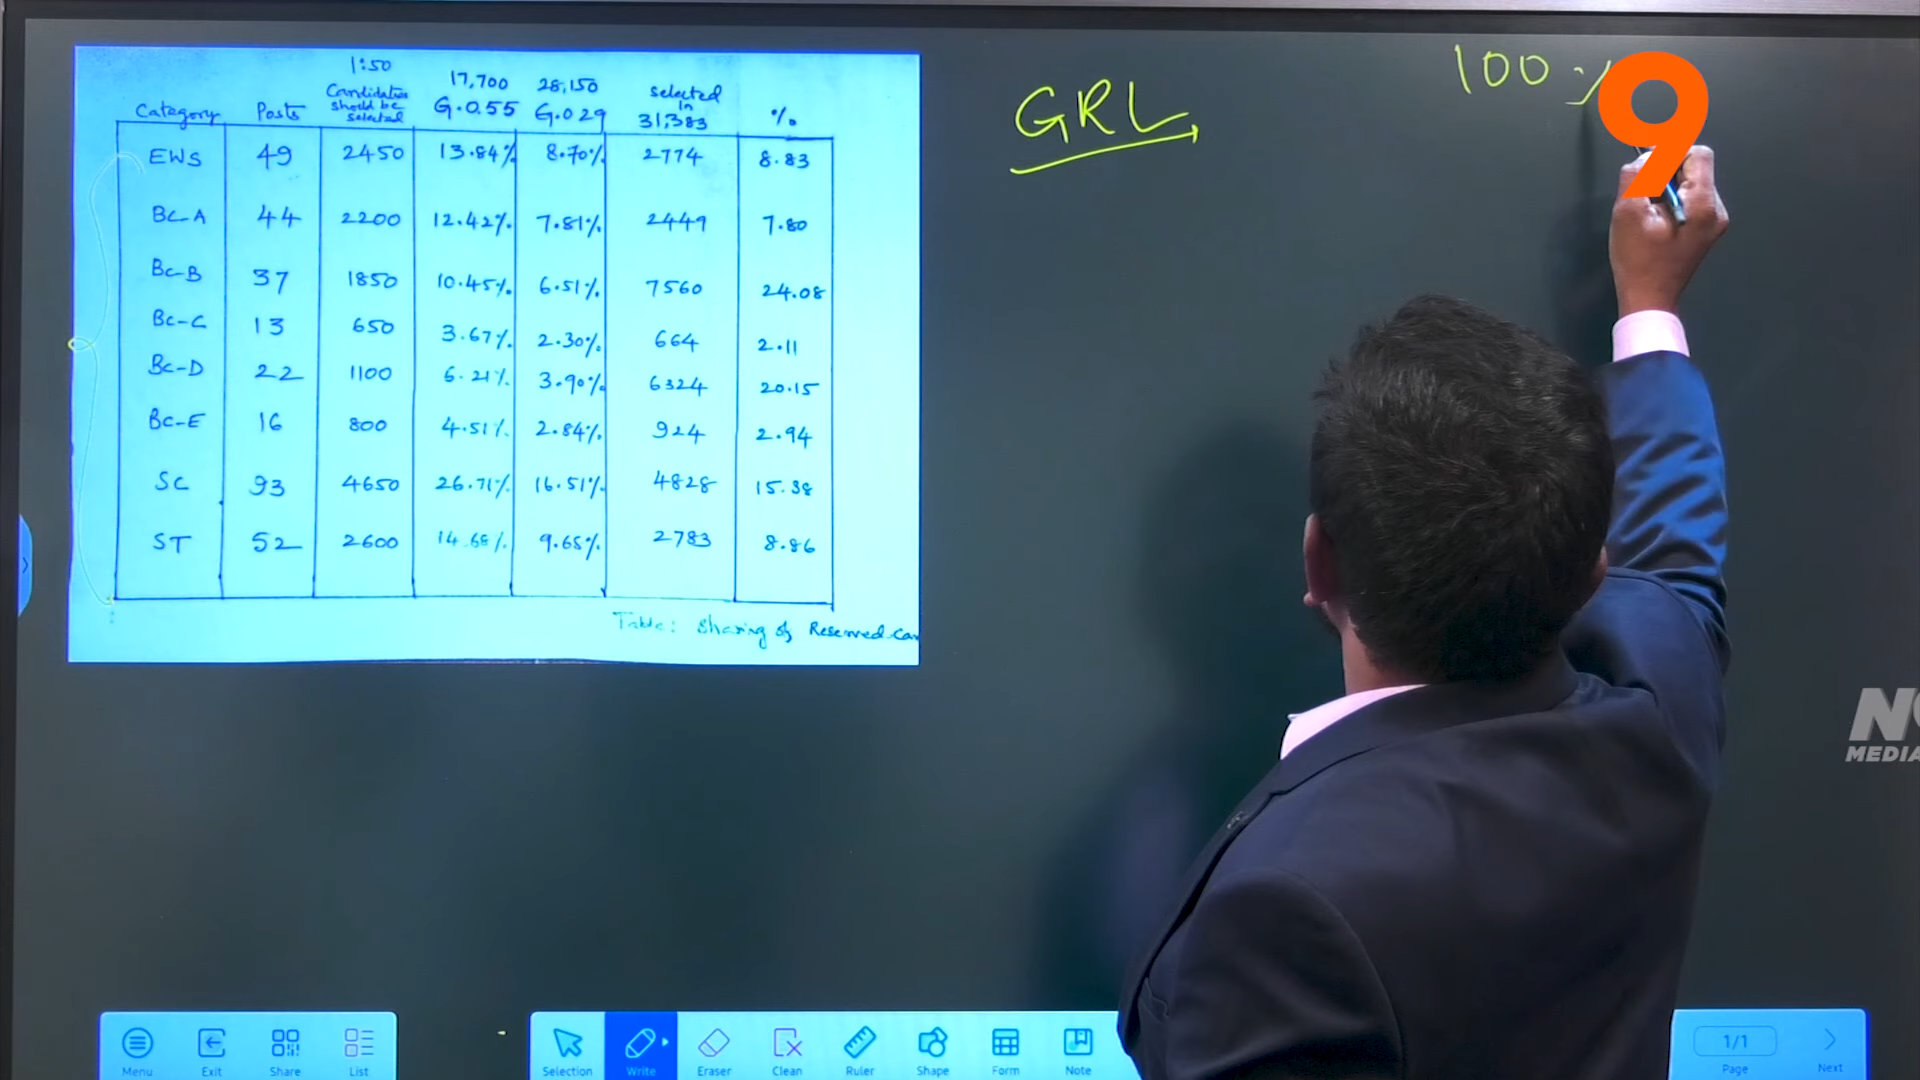 1:50
17,700
28,150
selected
Category
Posts
Candidates
should be
selected
G.O.55
G.O 29
in
31,383
%
EWS 49 2450 13.84% 8.70% 2774 8.83
BC-A 44 2200 12.42% 7.81% 2449 7.80
BC-B 37 1850 10.45% 6.51% 7560 24.08
BC-C 13 650 3.67% 2.30% 664 2.11
BC-D 22 1100 6.21% 3.90% 6324 20.15
BC-E 16 800 4.51% 2.84% 924 2.94
SC 93 4650 26.71% 16.51% 4828 15.38
ST 52 2600 14.68% 9.65% 2783 8.86
Table: Sharing of Reserved
GRL
100 %
9
MEDIA
Menu Exit Share List
Selection Write Eraser Clean Ruler Shape Form Note
1/1
Page Next